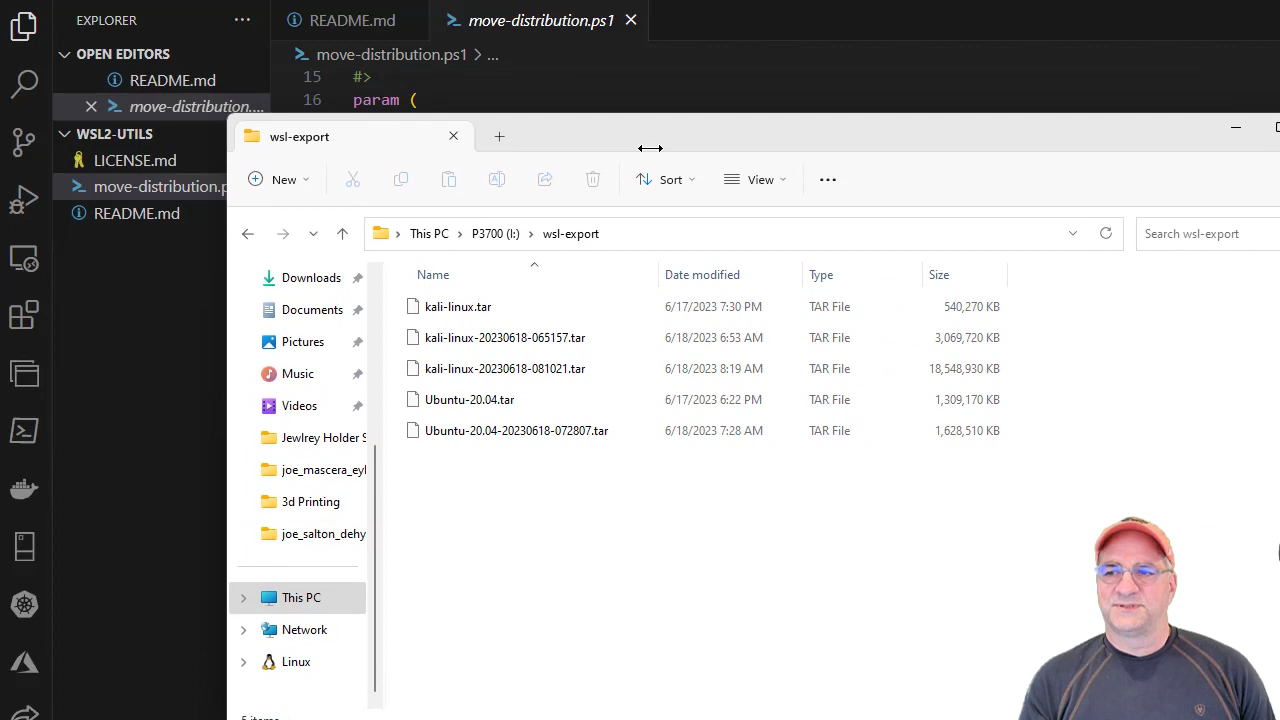 EXPLORER
README.md
move-distribution.ps1
OPEN EDITORS
move-distribution.ps1 > ...
README.md
15 #>
move-distribution....
16 param (
WSL2-UTILS
LICENSE.md
move-distribution.p
README.md
wsl-export
New
Sort
View
This PC
P3700 (I:)
wsl-export
Search wsl-export
Name Date modified Type Size
Downloads
Documents
Pictures
Music
Videos
Jewlrey Holder S
joe_mascera_eyl
3d Printing
joe_salton_dehy
This PC
Network
Linux
kali-linux.tar 6/17/2023 7:30 PM TAR File 540,270 KB
kali-linux-20230618-065157.tar 6/18/2023 6:53 AM TAR File 3,069,720 KB
kali-linux-20230618-081021.tar 6/18/2023 8:19 AM TAR File 18,548,930 KB
Ubuntu-20.04.tar 6/17/2023 6:22 PM TAR File 1,309,170 KB
Ubuntu-20.04-20230618-072807.tar 6/18/2023 7:28 AM TAR File 1,628,510 KB
5 items